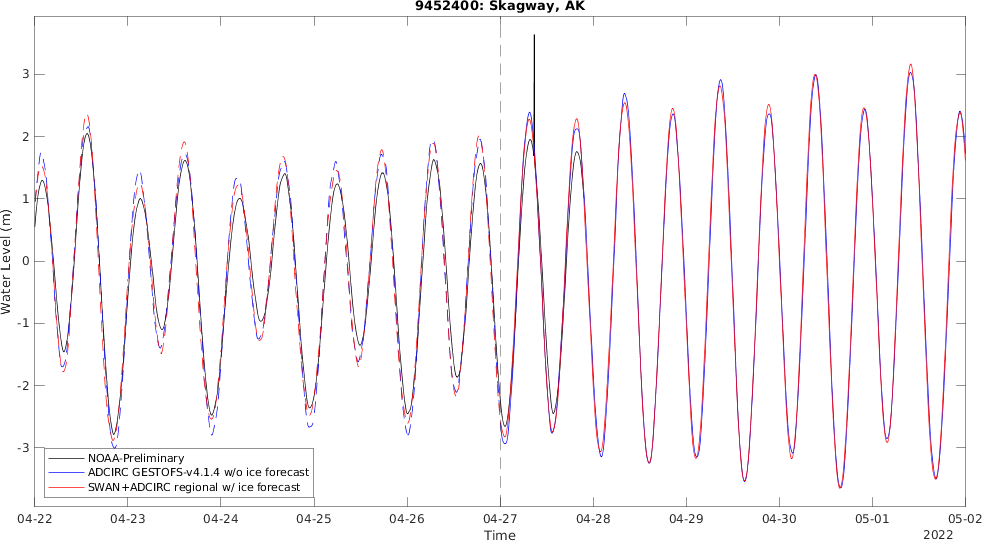 9452400: Skagway, AK
Water Level (m)
3
2
1
0
-1
-2
-3
NOAA-Preliminary
ADCIRC GESTOFS-v4.1.4 w/o ice forecast
SWAN+ADCIRC regional w/ ice forecast
04-22 04-23 04-24 04-25 04-26 04-27 04-28 04-29 04-30 05-01 05-02
Time
2022